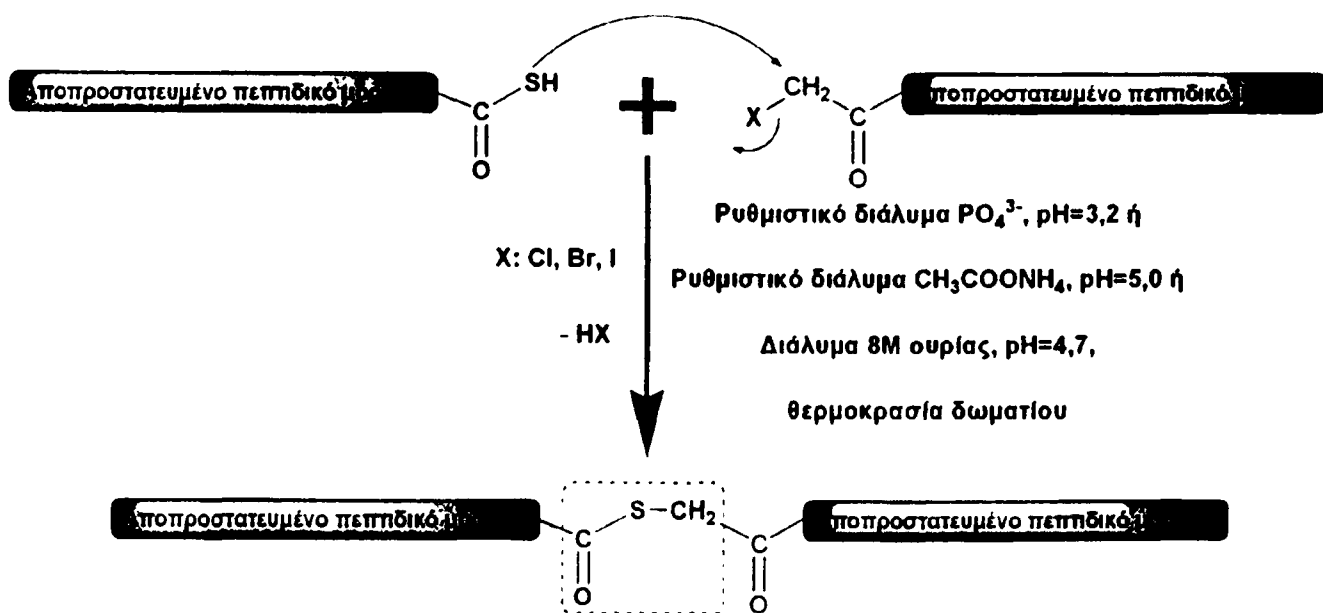 ποπροστατευμένο πεπτιδικό
SH
C
O
+
CH₂
X
C
O
ποπροστατευμένο πεπτιδικό
Ρυθμιστικό διάλυμα PO₄³⁻, pH=3,2 ή
X: Cl, Br, I
Ρυθμιστικό διάλυμα CH₃COONH₄, pH=5,0 ή
- HX
Διάλυμα 8M ουρίας, pH=4,7,
θερμοκρασία δωματίου
ποπροστατευμένο πεπτιδικό
S–CH₂
C
O
C
O
ποπροστατευμένο πεπτιδικό